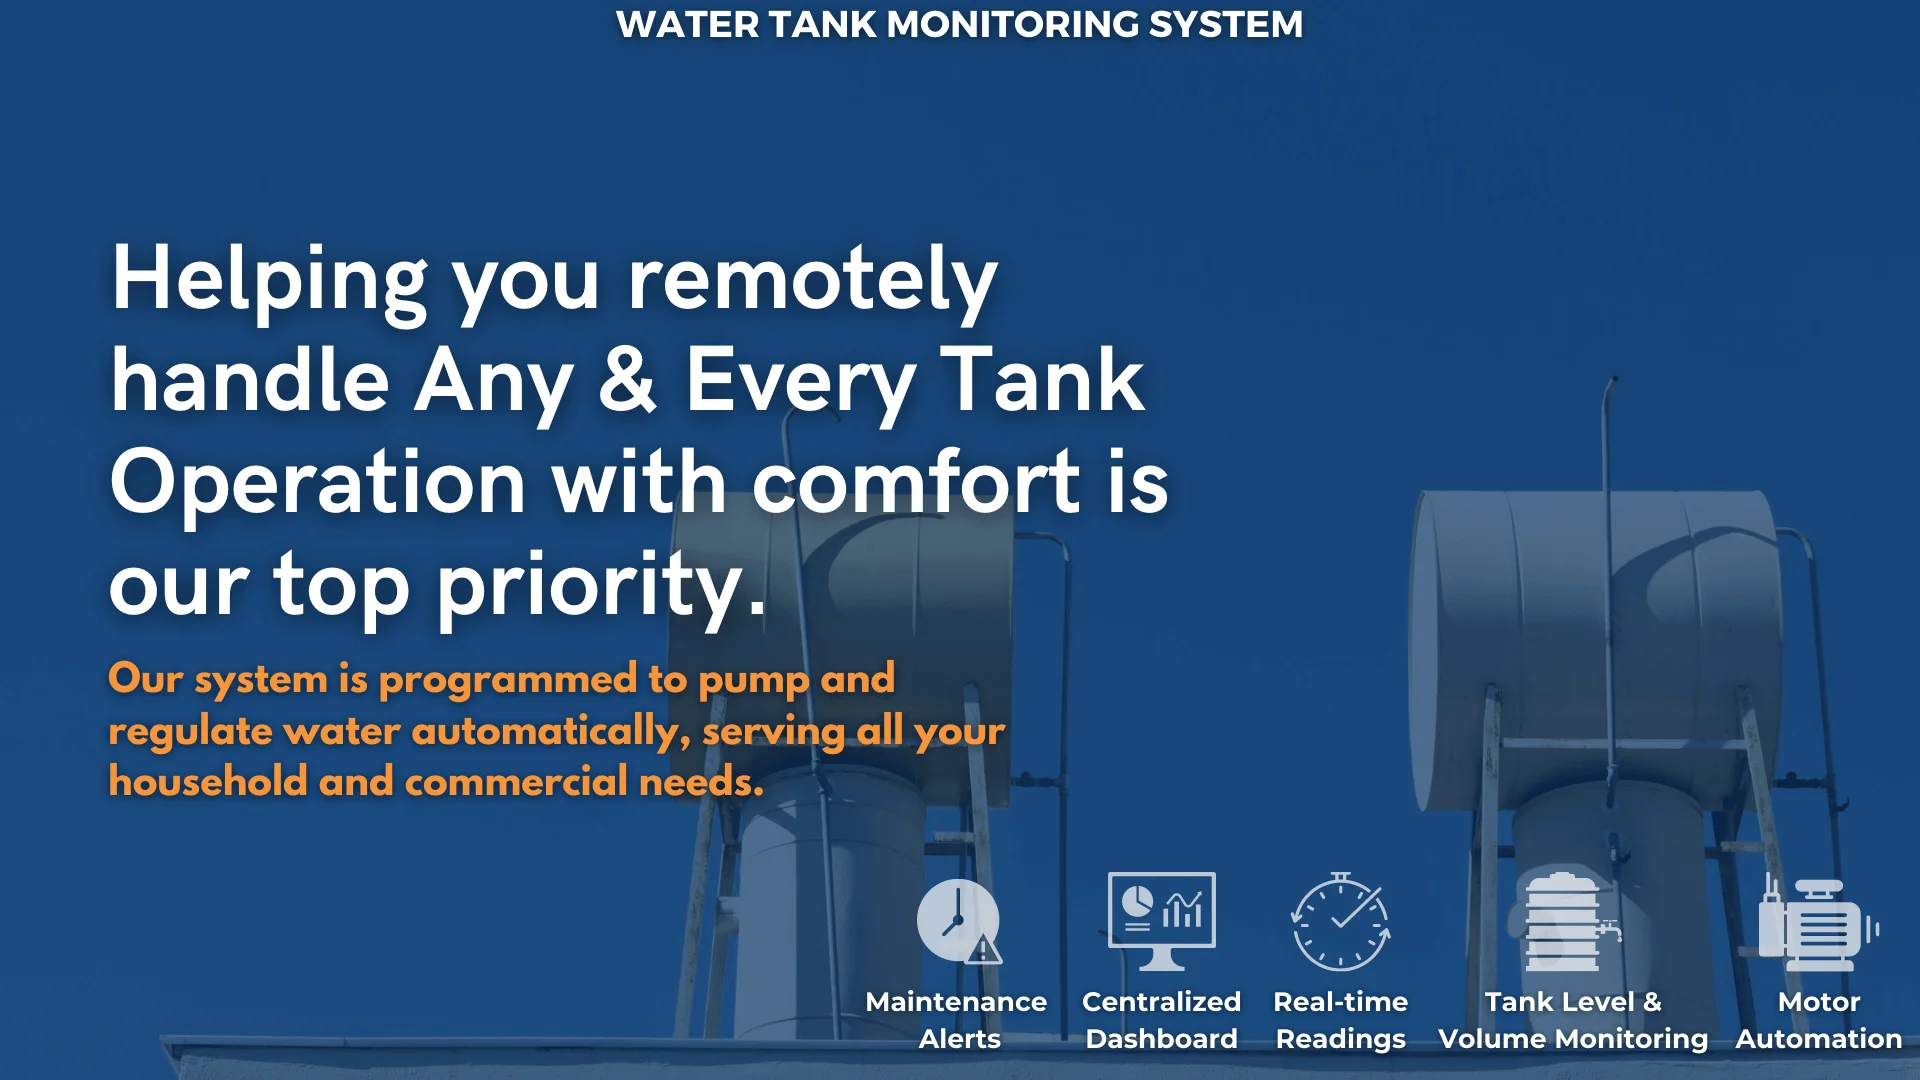 WATER TANK MONITORING SYSTEM
Helping you remotely
handle Any & Every Tank
Operation with comfort is
our top priority.
Our system is programmed to pump and
regulate water automatically, serving all your
household and commercial needs.
Maintenance
Alerts
Centralized
Dashboard
Real-time
Readings
Tank Level &
Volume Monitoring
Motor
Automation